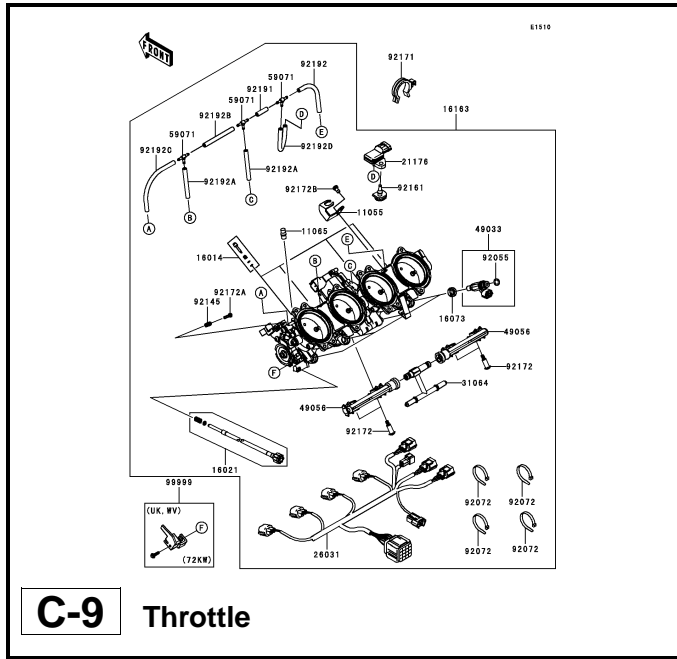 E1510
FRONT
92192
92171
59071
92191
59071
16163
92192B
D
59071
E
92192D
92192C
21176
92192A
92192A
D
C
92172B
92161
A
B
11055
11065
49033
E
16014
B
92055
C
92172A
A
92145
16073
49056
F
92172
31064
49056
92172
16021
99999
(UK,WV)
F
92072
92072
(72KW)
92072
92072
26031
C-9 Throttle